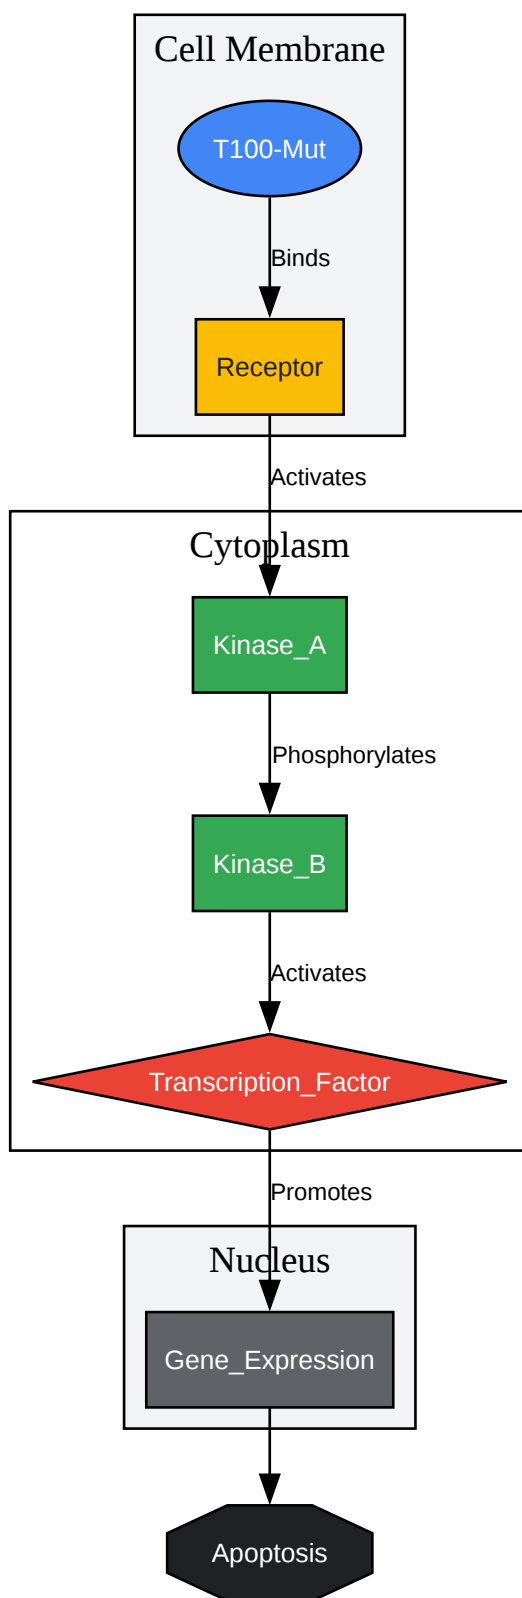 Cell Membrane
T100-Mut
Binds
Receptor
Activates
Cytoplasm
Kinase_A
Phosphorylates
Kinase_B
Activates
Transcription_Factor
Promotes
Nucleus
Gene_Expression
Apoptosis